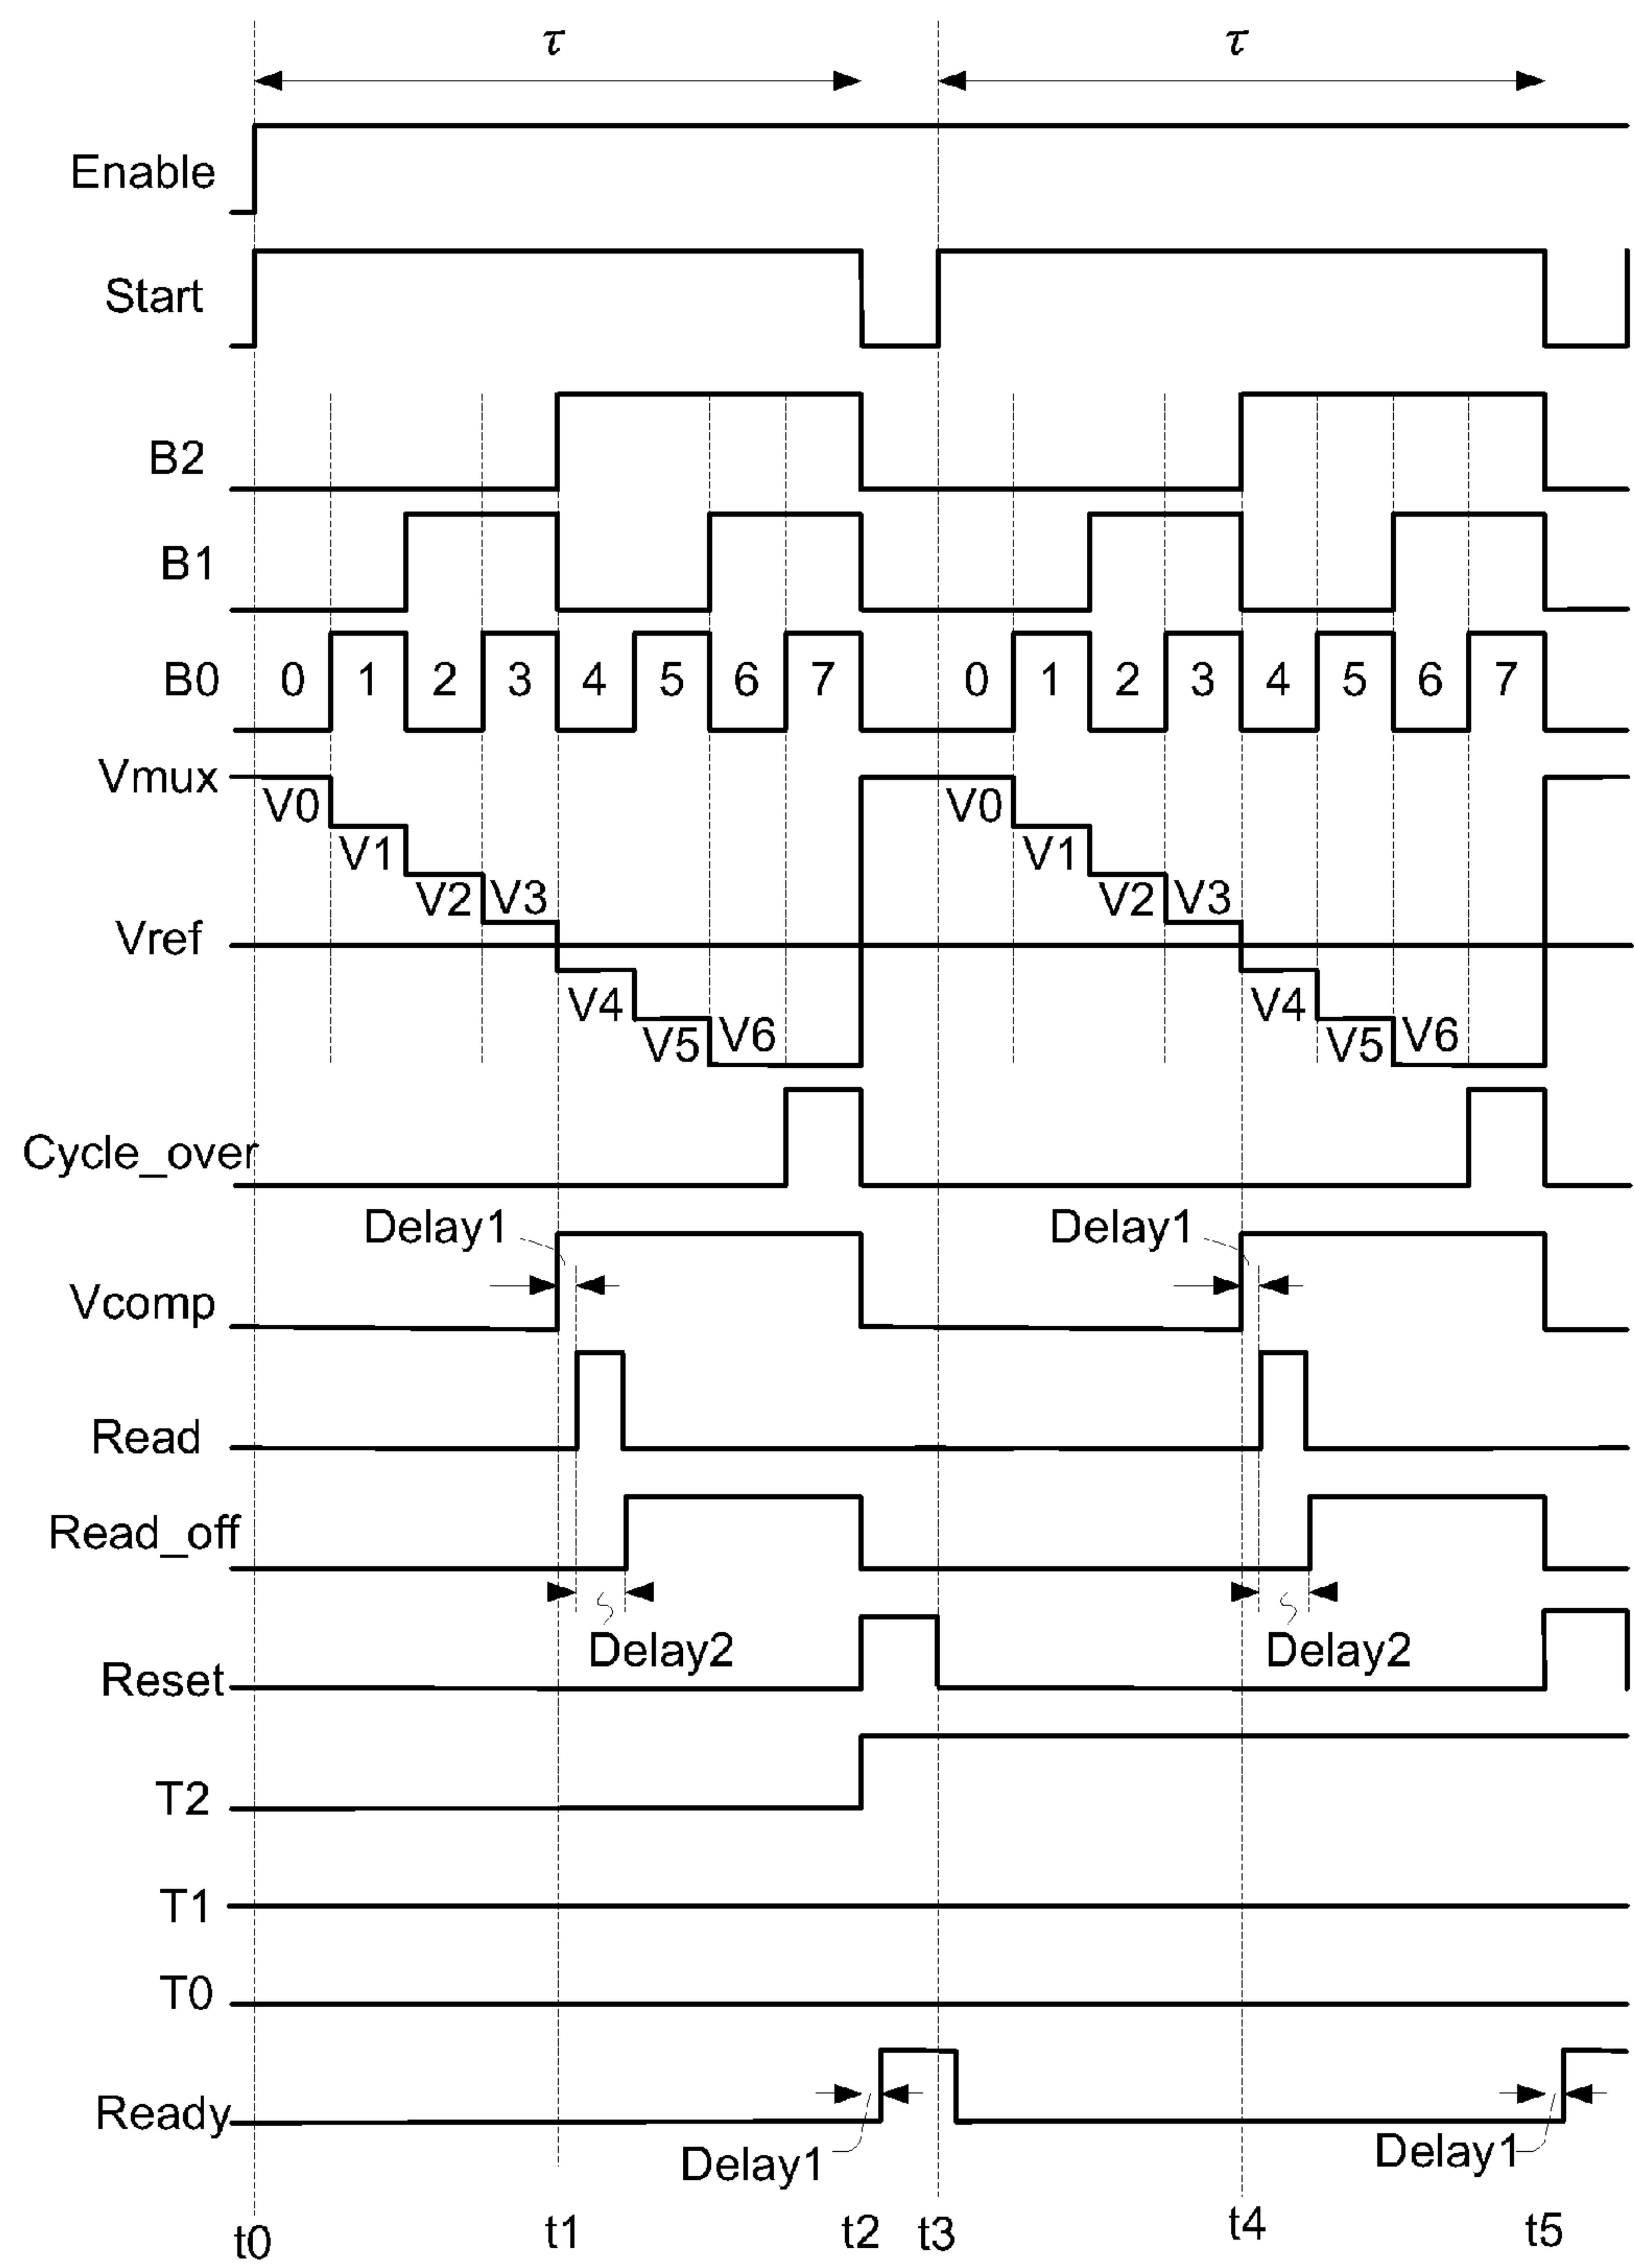 τ τ
Enable
Start
B2
B1
B0 0 1 2 3 4 5 6 7 0 1 2 3 4 5 6 7
Vmux
V0 V0
V1 V1
V2 V3 V2 V3
Vref
V4 V4
V5 V6 V5 V6
Cycle_over
Delay1 Delay1
Vcomp
Read
Read_off
Delay2 Delay2
Reset
T2
T1
T0
Ready
Delay1 Delay1
t0 t1 t2 t3 t4 t5